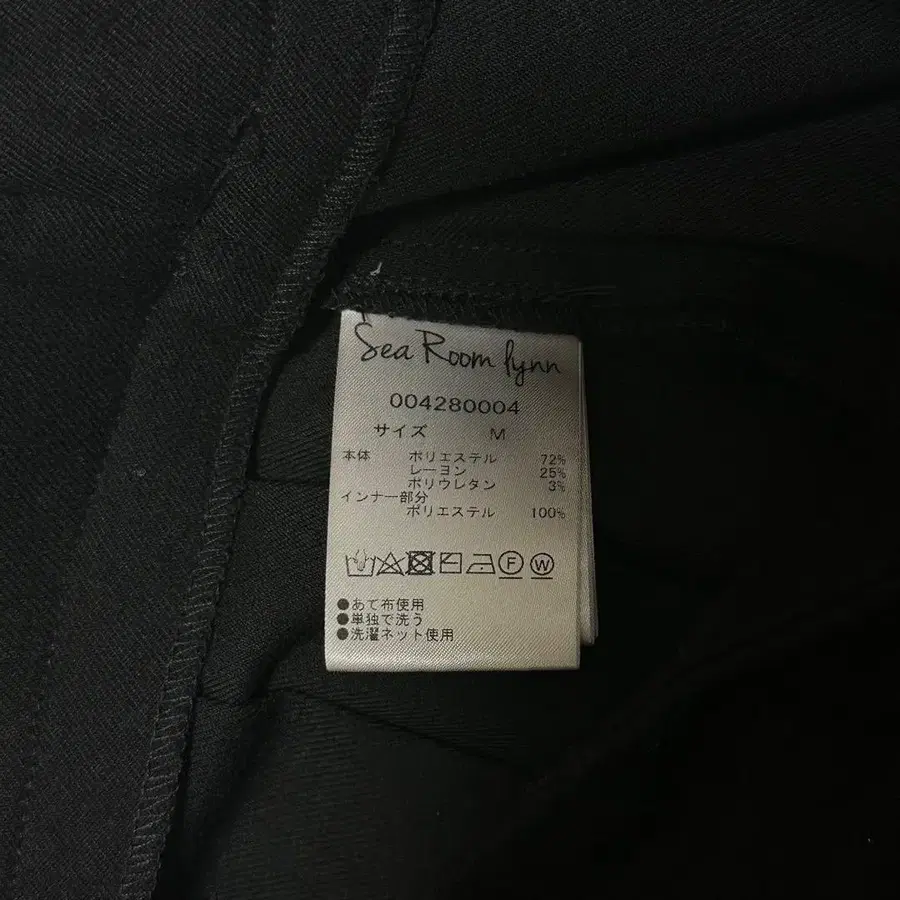 Sea Room lynn
004280004
サイズ M
本体 ポリエステル 72%
レーヨン 25%
ポリウレタン 3%
インナー部分
ポリエステル 100%
F W
●あて布使用
●単独で洗う
●洗濯ネット使用